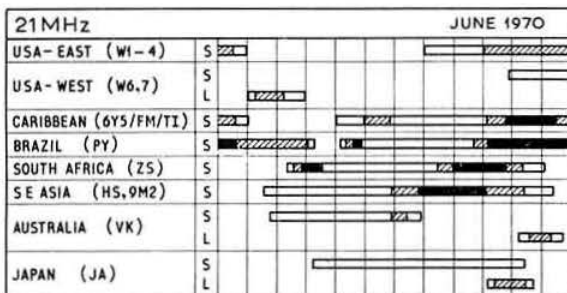 21MHz JUNE 1970
USA-EAST (W1-4) S
USA-WEST (W6,7) S
L
CARIBBEAN (6Y5/FM/TI) S
BRAZIL (PY) S
SOUTH AFRICA (ZS) S
S E ASIA (HS,9M2) S
AUSTRALIA (VK) S
L
JAPAN (JA) S
L